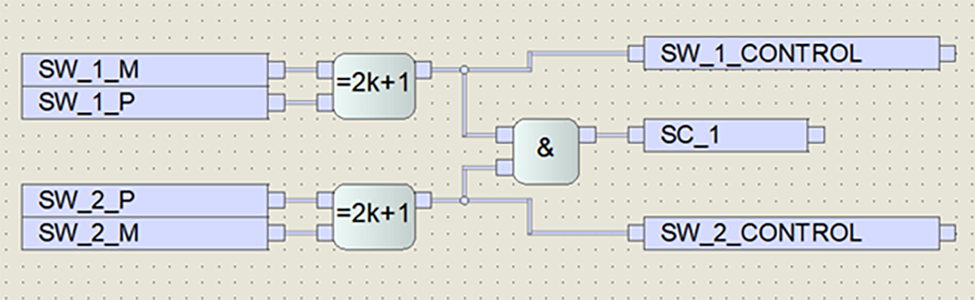 SW_1_M
SW_1_P
=2k+1
SW_1_CONTROL
&
SC_1
SW_2_P
SW_2_M
=2k+1
SW_2_CONTROL